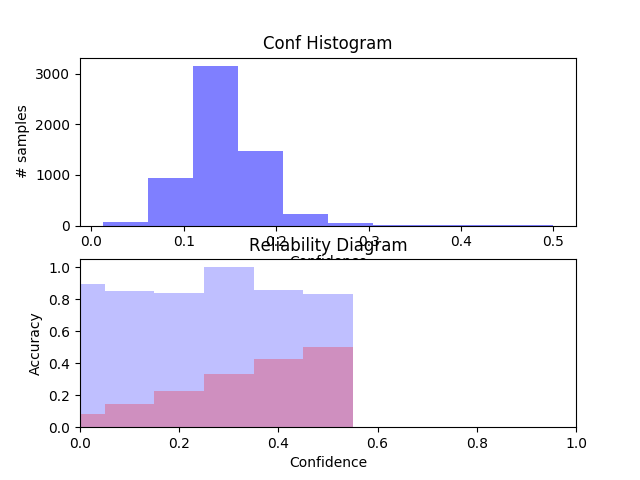 Conf Histogram
# samples
3000
2000
1000
0
0.0 0.1 0.2 0.3 0.4 0.5
Confidence
Reliability Diagram
Accuracy
1.0
0.8
0.6
0.4
0.2
0.0
0.0 0.2 0.4 0.6 0.8 1.0
Confidence